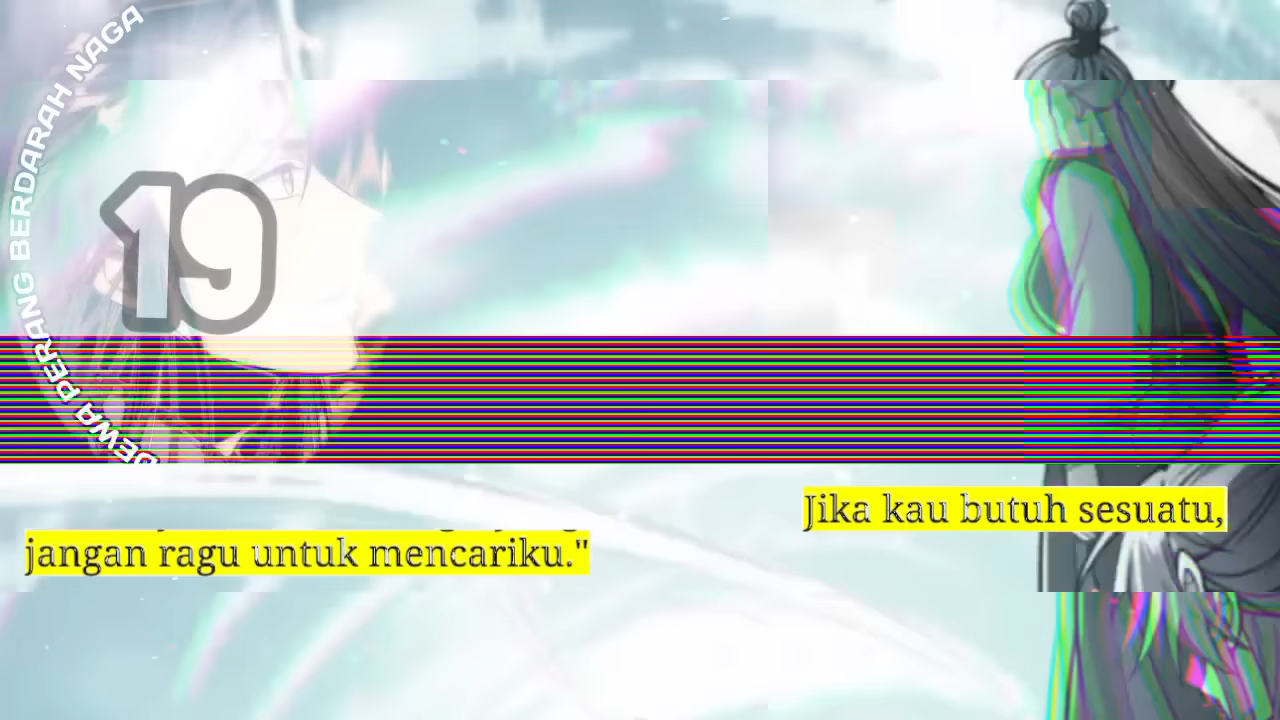 DEWA PERANG BERDARAH NAGA
19
Jika kau butuh sesuatu,
jangan ragu untuk mencariku."